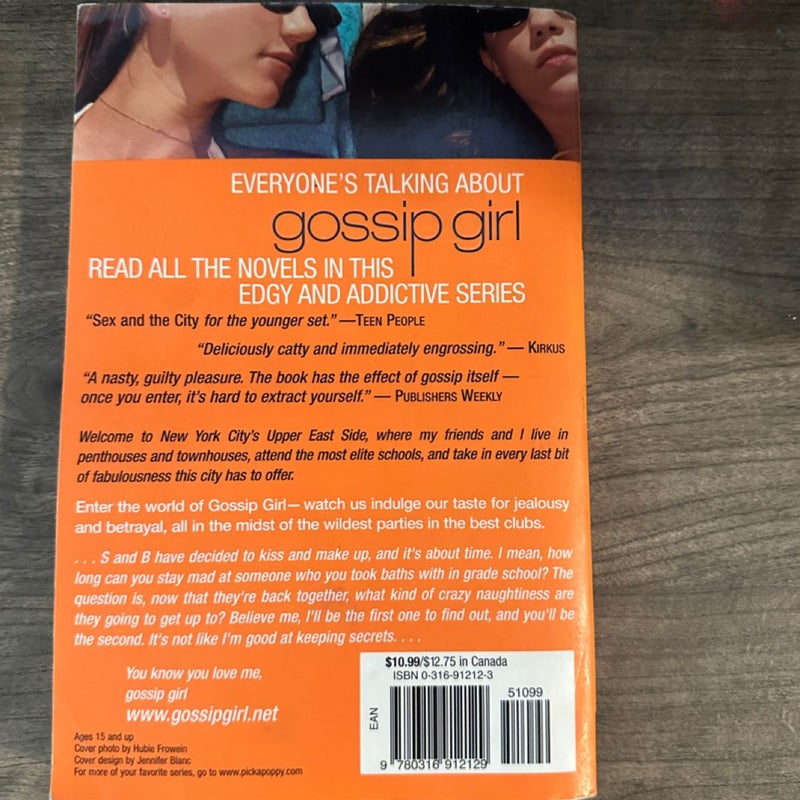 EVERYONE'S TALKING ABOUT
gossip girl
READ ALL THE NOVELS IN THIS
EDGY AND ADDICTIVE SERIES
“Sex and the City for the younger set.” —TEEN PEOPLE
“Deliciously catty and immediately engrossing.” — KIRKUS
“A nasty, guilty pleasure. The book has the effect of gossip itself —
once you enter, it's hard to extract yourself.” — PUBLISHERS WEEKLY
Welcome to New York City's Upper East Side, where my friends and I live in
penthouses and townhouses, attend the most elite schools, and take in every last bit
of fabulousness this city has to offer.
Enter the world of Gossip Girl—watch us indulge our taste for jealousy
and betrayal, all in the midst of the wildest parties in the best clubs.
. . . S and B have decided to kiss and make up, and it's about time. I mean, how
long can you stay mad at someone who you took baths with in grade school? The
question is, now that they're back together, what kind of crazy naughtiness are
they going to get up to? Believe me, I'll be the first one to find out, and you'll be
the second. It's not like I'm good at keeping secrets. . . .
You know you love me,
gossip girl
www.gossipgirl.net
$10.99/$12.75 in Canada
ISBN 0-316-91212-3
51099
EAN
9 780316 912129
Ages 15 and up
Cover photo by Hubie Frowein
Cover design by Jennifer Blanc
For more of your favorite series, go to www.pickapoppy.com